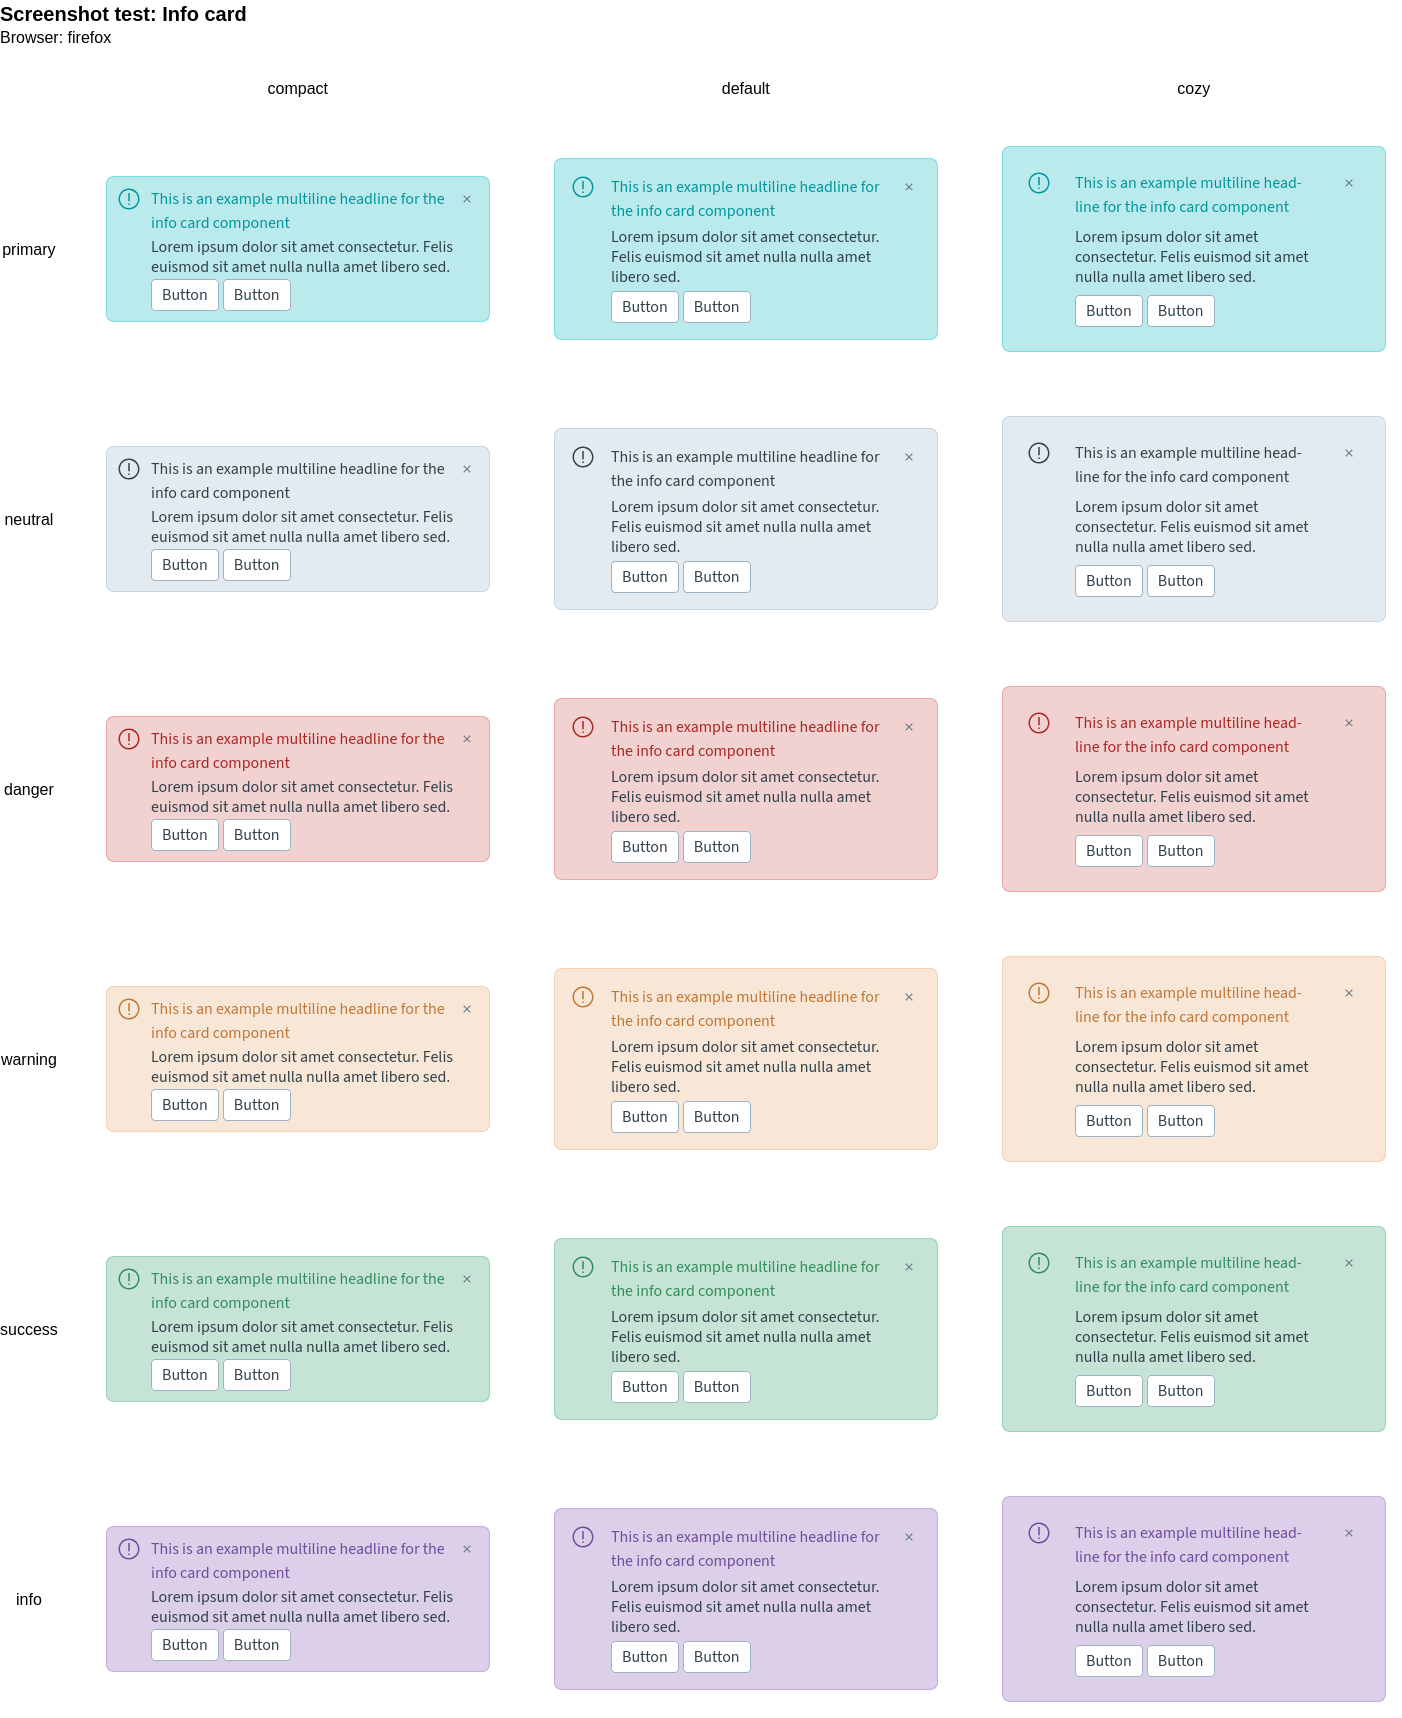 Screenshot test: Info card
Browser: firefox
compact
default
cozy
primary
This is an example multiline headline for the
info card component
Lorem ipsum dolor sit amet consectetur. Felis
euismod sit amet nulla nulla amet libero sed.
Button Button
This is an example multiline headline for
the info card component
Lorem ipsum dolor sit amet consectetur.
Felis euismod sit amet nulla nulla amet
libero sed.
Button Button
This is an example multiline head-
line for the info card component
Lorem ipsum dolor sit amet
consectetur. Felis euismod sit amet
nulla nulla amet libero sed.
Button Button
neutral
This is an example multiline headline for the
info card component
Lorem ipsum dolor sit amet consectetur. Felis
euismod sit amet nulla nulla amet libero sed.
Button Button
This is an example multiline headline for
the info card component
Lorem ipsum dolor sit amet consectetur.
Felis euismod sit amet nulla nulla amet
libero sed.
Button Button
This is an example multiline head-
line for the info card component
Lorem ipsum dolor sit amet
consectetur. Felis euismod sit amet
nulla nulla amet libero sed.
Button Button
danger
This is an example multiline headline for the
info card component
Lorem ipsum dolor sit amet consectetur. Felis
euismod sit amet nulla nulla amet libero sed.
Button Button
This is an example multiline headline for
the info card component
Lorem ipsum dolor sit amet consectetur.
Felis euismod sit amet nulla nulla amet
libero sed.
Button Button
This is an example multiline head-
line for the info card component
Lorem ipsum dolor sit amet
consectetur. Felis euismod sit amet
nulla nulla amet libero sed.
Button Button
warning
This is an example multiline headline for the
info card component
Lorem ipsum dolor sit amet consectetur. Felis
euismod sit amet nulla nulla amet libero sed.
Button Button
This is an example multiline headline for
the info card component
Lorem ipsum dolor sit amet consectetur.
Felis euismod sit amet nulla nulla amet
libero sed.
Button Button
This is an example multiline head-
line for the info card component
Lorem ipsum dolor sit amet
consectetur. Felis euismod sit amet
nulla nulla amet libero sed.
Button Button
success
This is an example multiline headline for the
info card component
Lorem ipsum dolor sit amet consectetur. Felis
euismod sit amet nulla nulla amet libero sed.
Button Button
This is an example multiline headline for
the info card component
Lorem ipsum dolor sit amet consectetur.
Felis euismod sit amet nulla nulla amet
libero sed.
Button Button
This is an example multiline head-
line for the info card component
Lorem ipsum dolor sit amet
consectetur. Felis euismod sit amet
nulla nulla amet libero sed.
Button Button
info
This is an example multiline headline for the
info card component
Lorem ipsum dolor sit amet consectetur. Felis
euismod sit amet nulla nulla amet libero sed.
Button Button
This is an example multiline headline for
the info card component
Lorem ipsum dolor sit amet consectetur.
Felis euismod sit amet nulla nulla amet
libero sed.
Button Button
This is an example multiline head-
line for the info card component
Lorem ipsum dolor sit amet
consectetur. Felis euismod sit amet
nulla nulla amet libero sed.
Button Button